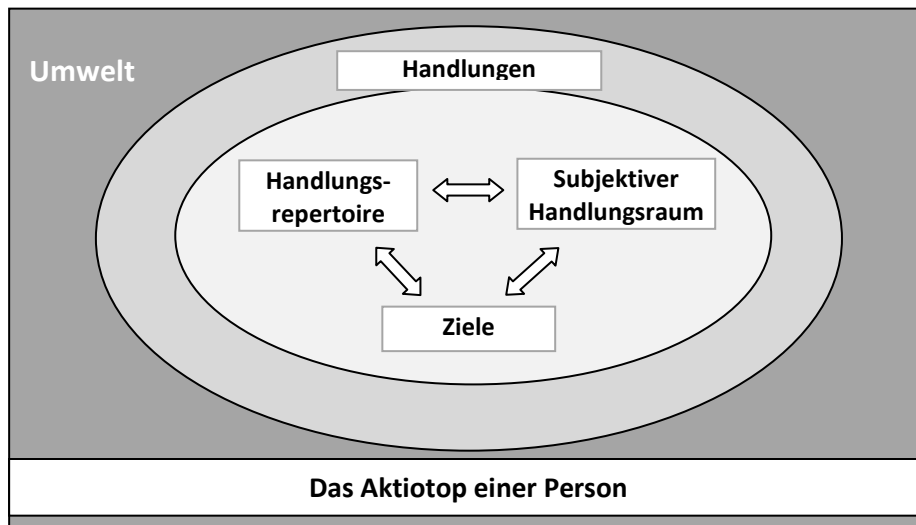 Umwelt
Handlungen
Handlungs-
repertoire
Subjektiver
Handlungsraum
Ziele
Das Aktiotop einer Person